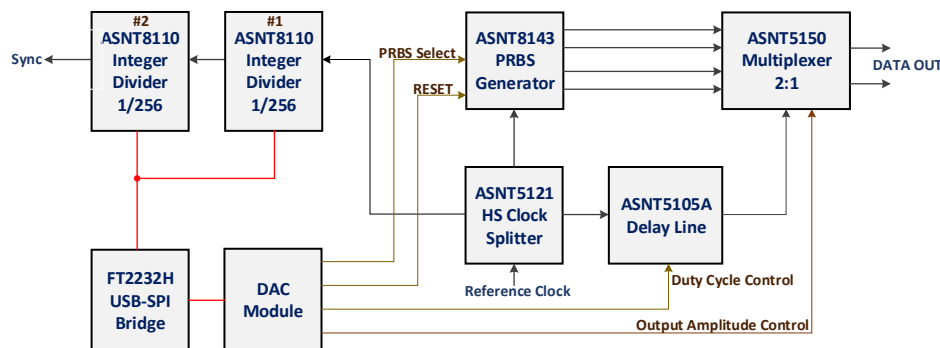 #2
ASNT8110
Integer
Divider
1/256
#1
ASNT8110
Integer
Divider
1/256
Sync
PRBS Select
RESET
ASNT8143
PRBS
Generator
ASNT5150
Multiplexer
2:1
DATA OUT
ASNT5121
HS Clock
Splitter
ASNT5105A
Delay Line
FT2232H
USB-SPI
Bridge
DAC
Module
Reference Clock
Duty Cycle Control
Output Amplitude Control